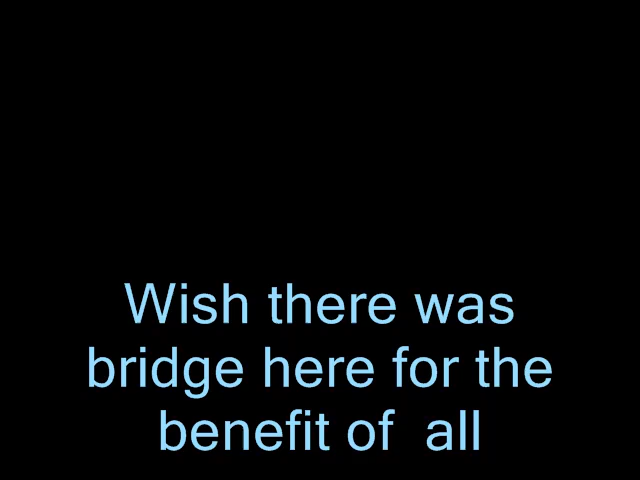 Wish there was
bridge here for the
benefit of  all